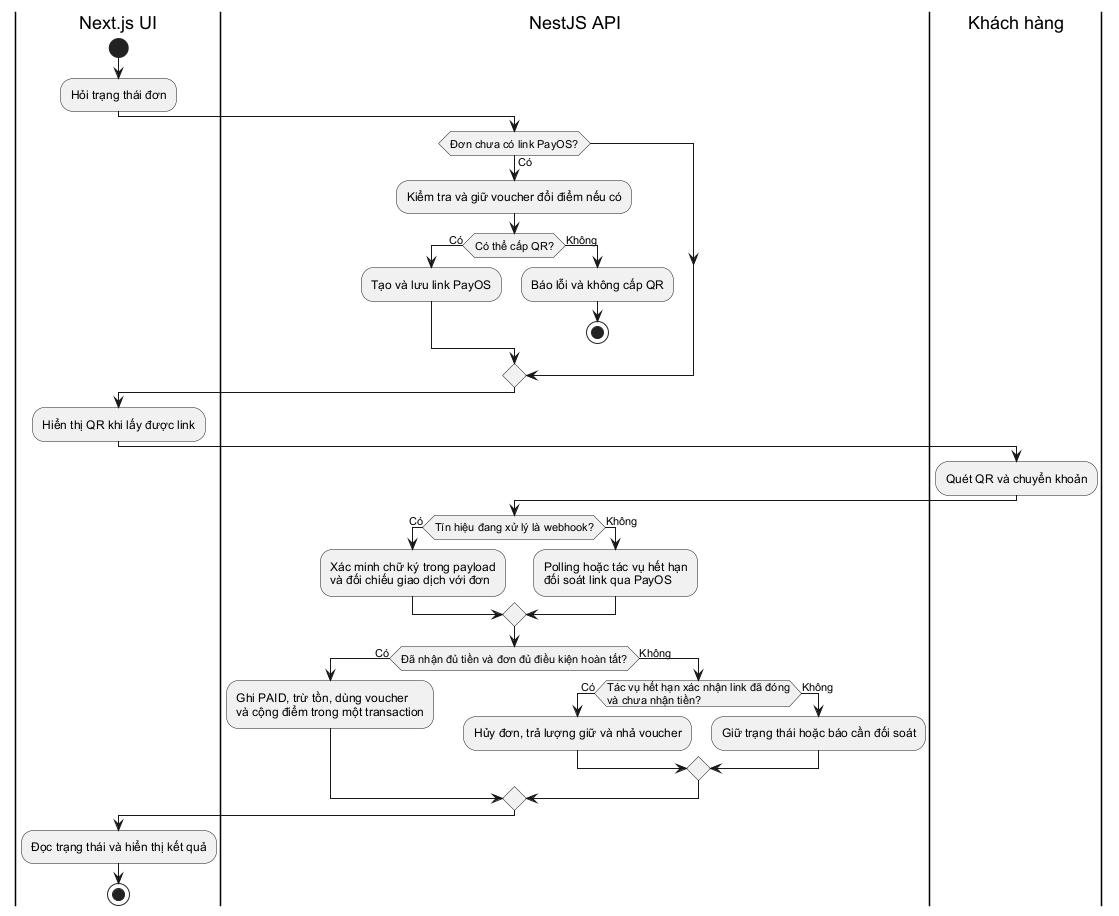 Next.js UI
NestJS API
Khách hàng
Hỏi trạng thái đơn
Đơn chưa có link PayOS?
Có
Kiểm tra và giữ voucher đổi điểm nếu có
Có
Có thể cấp QR?
Không
Tạo và lưu link PayOS
Báo lỗi và không cấp QR
Hiển thị QR khi lấy được link
Quét QR và chuyển khoản
Có
Tín hiệu đang xử lý là webhook?
Không
Xác minh chữ ký trong payload
và đối chiếu giao dịch với đơn
Polling hoặc tác vụ hết hạn
đối soát link qua PayOS
Có
Đã nhận đủ tiền và đơn đủ điều kiện hoàn tất?
Không
Ghi PAID, trừ tồn, dùng voucher
và cộng điểm trong một transaction
Có
Tác vụ hết hạn xác nhận link đã đóng
và chưa nhận tiền?
Không
Hủy đơn, trả lượng giữ và nhả voucher
Giữ trạng thái hoặc báo cần đối soát
Đọc trạng thái và hiển thị kết quả